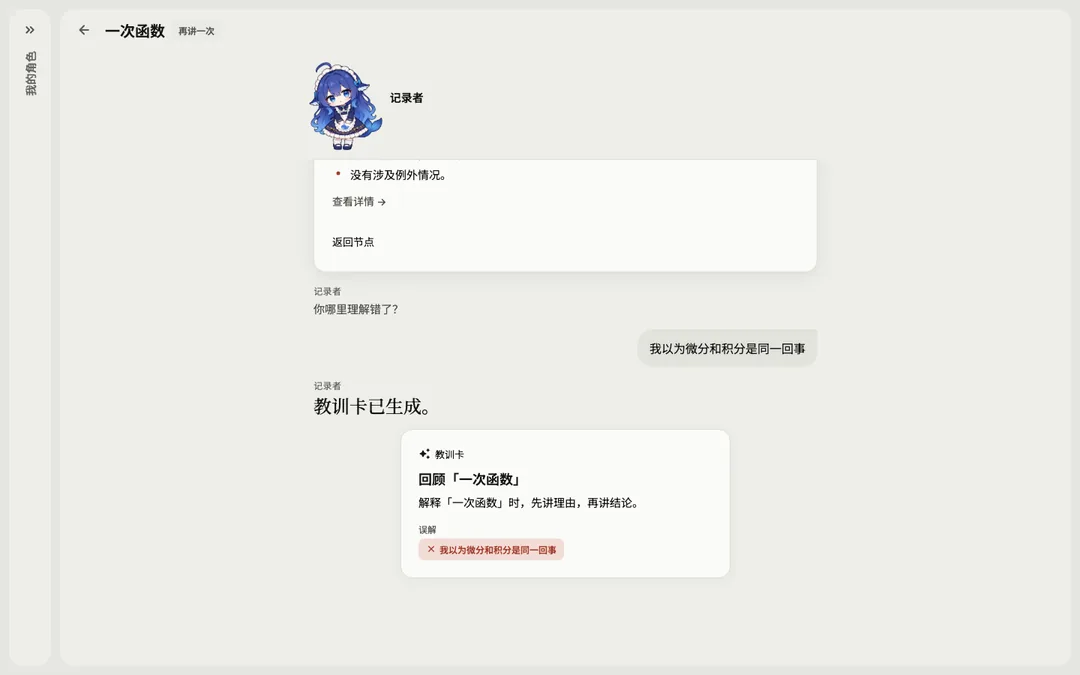 一次函数 再讲一次
我的角色
记录者
没有涉及例外情况。
查看详情 →
返回节点
记录者
你哪里理解错了?
我以为微分和积分是同一回事
记录者
教训卡已生成。
教训卡
回顾「一次函数」
解释「一次函数」时，先讲理由，再讲结论。
误解
× 我以为微分和积分是同一回事